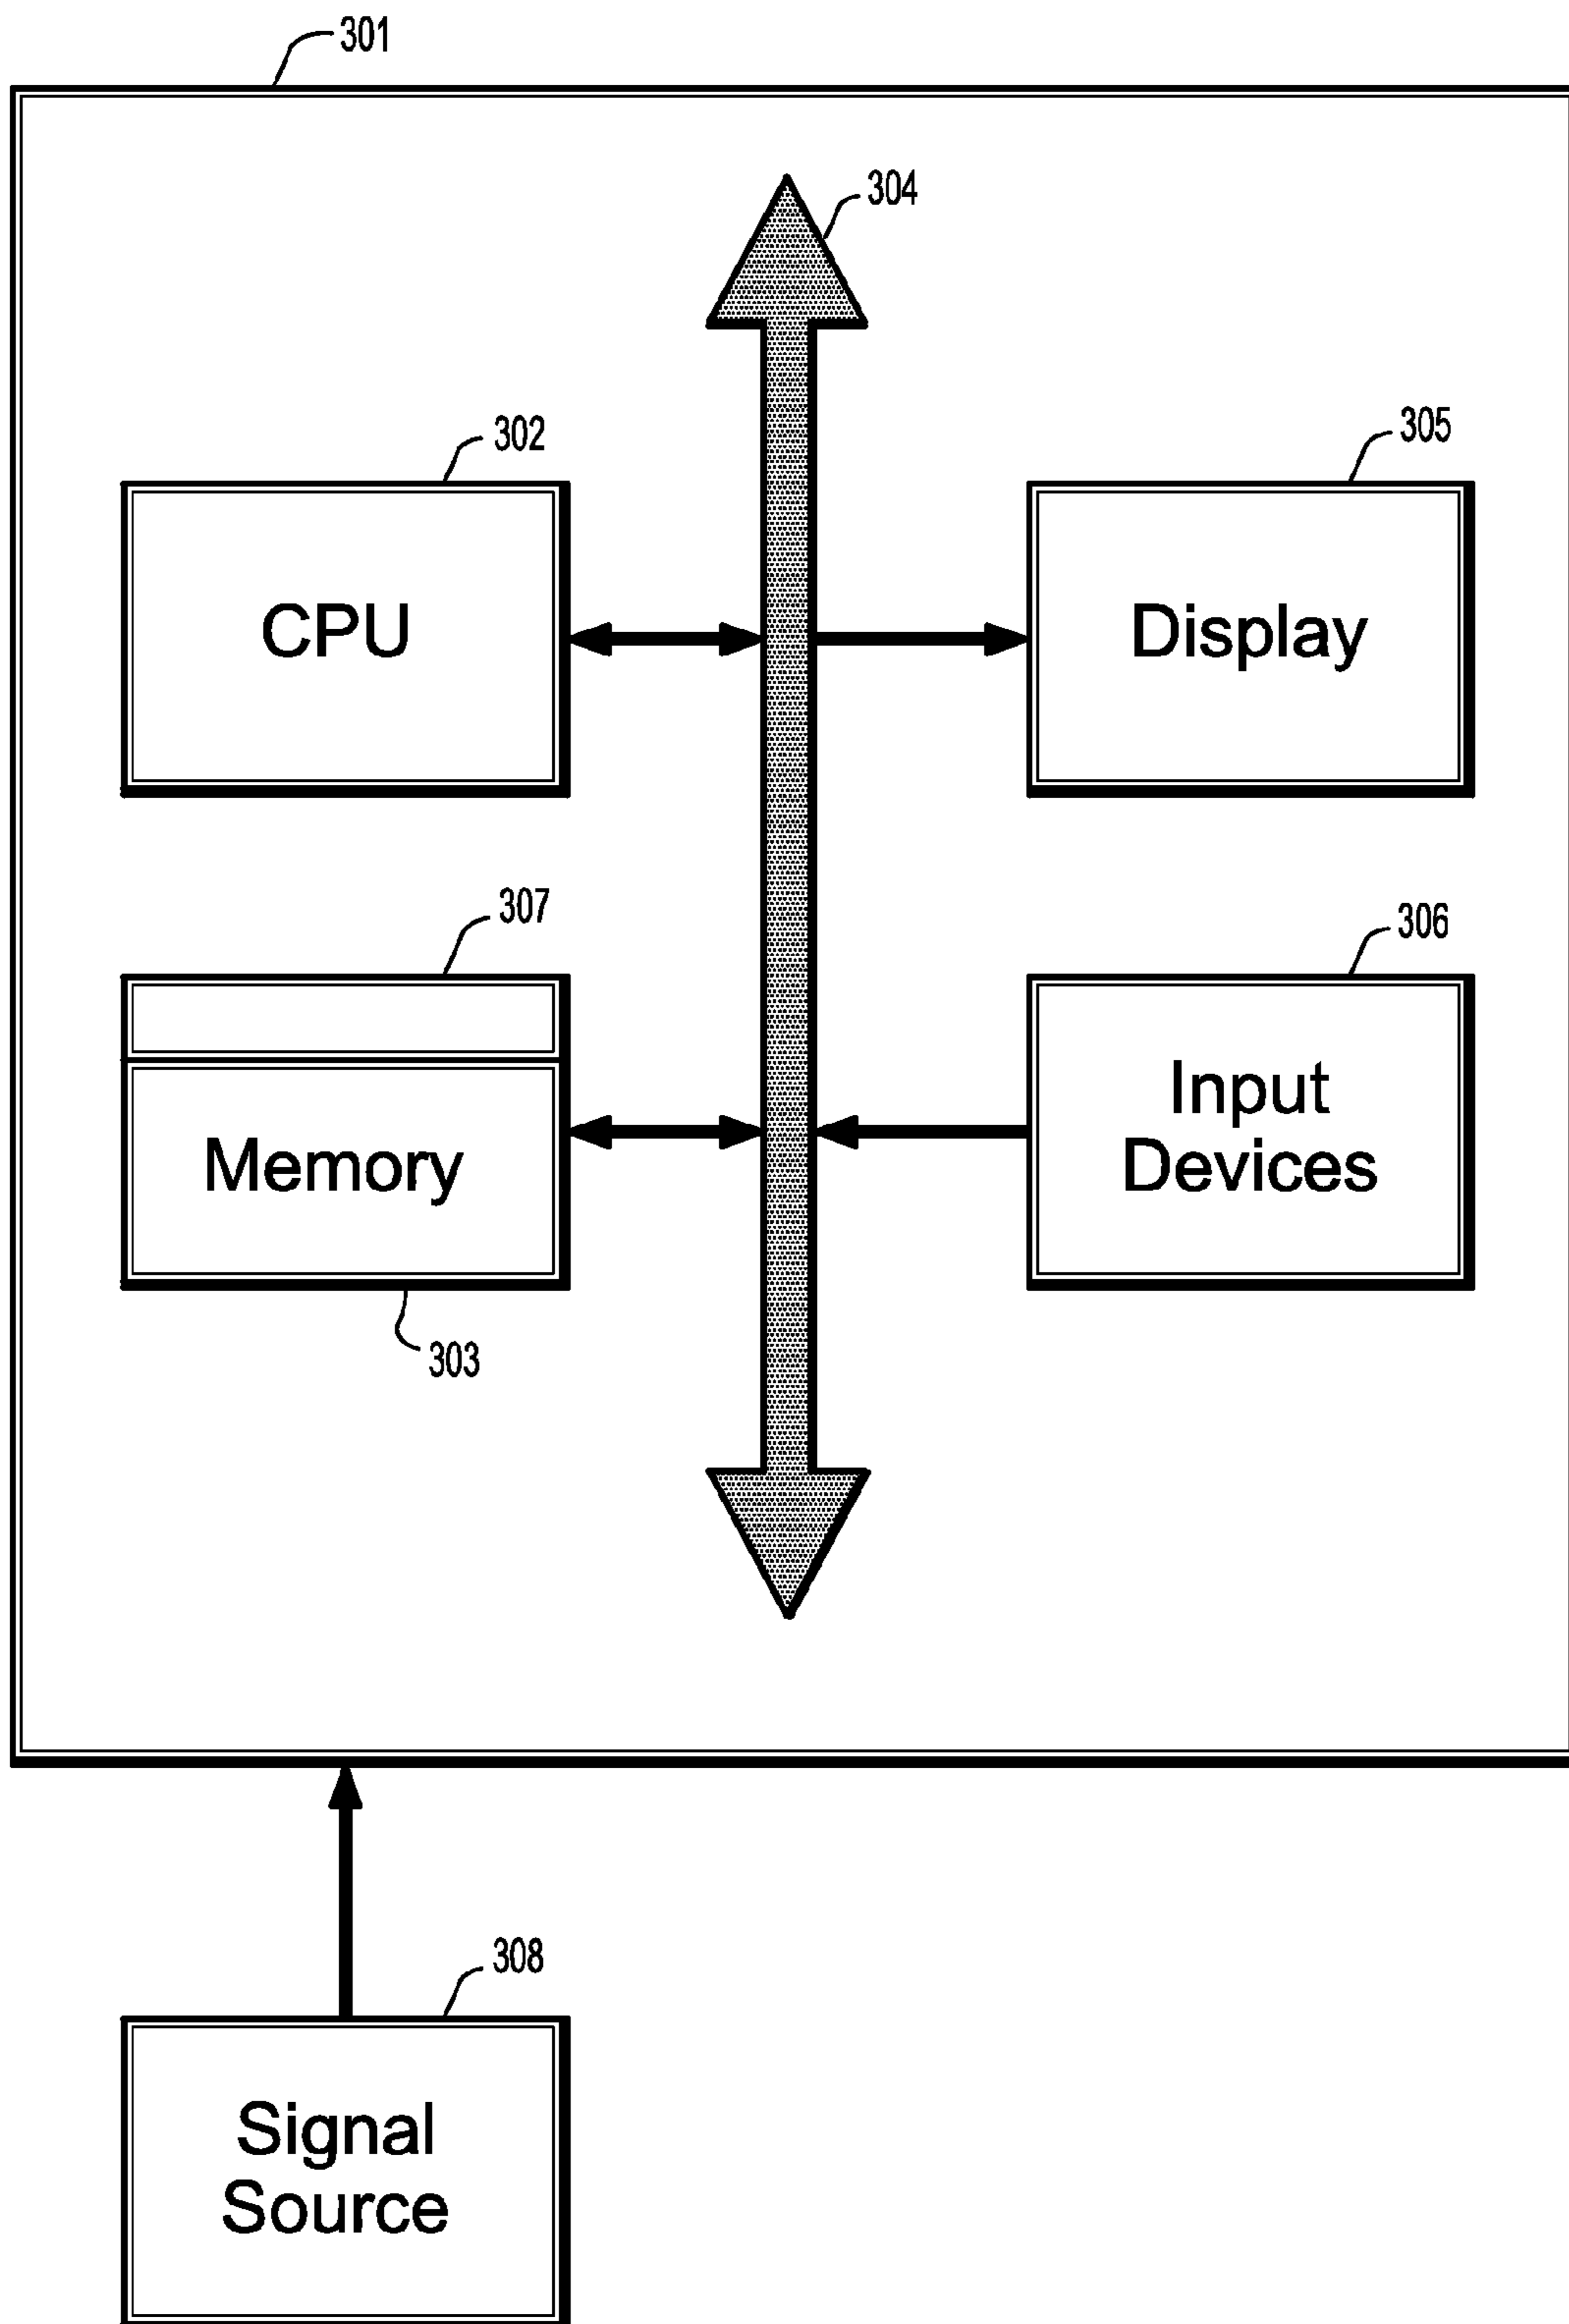 301
304
302
305
CPU
Display
307
306
Input
Devices
Memory
303
308
Signal
Source